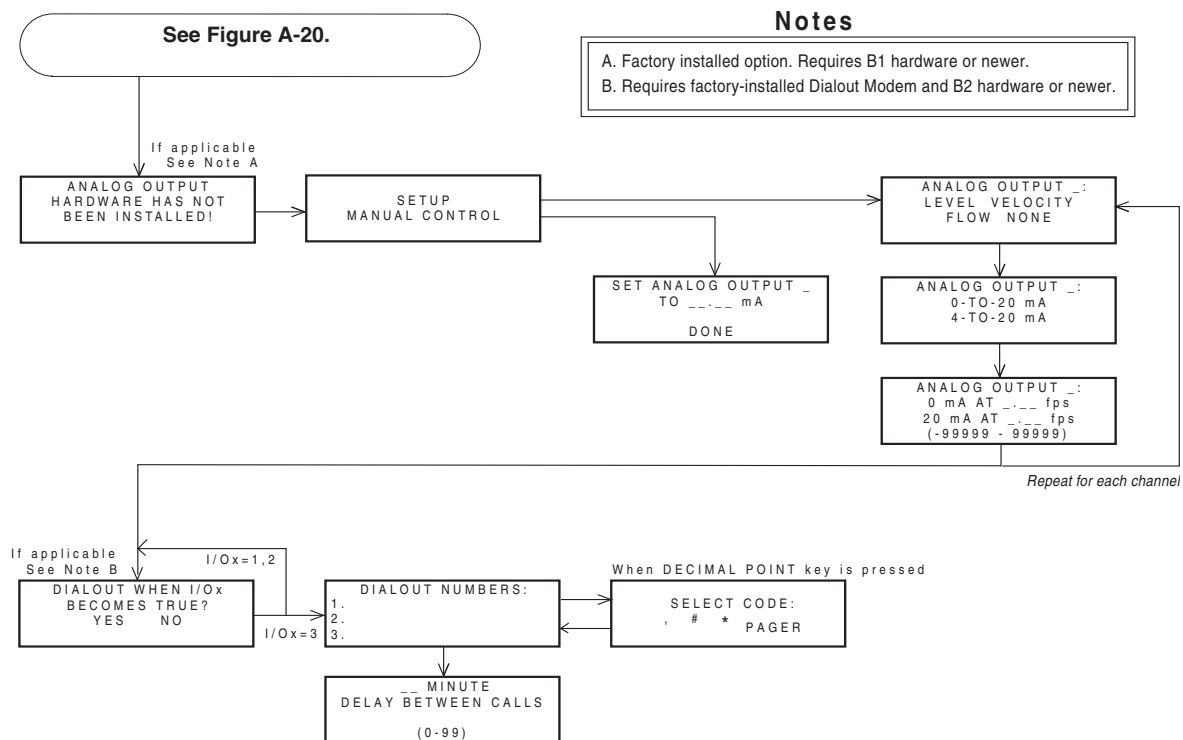 See Figure A-20.
Notes
A. Factory installed option. Requires B1 hardware or newer.
B. Requires factory-installed Dialout Modem and B2 hardware or newer.
If applicable
See Note A
ANALOG OUTPUT
HARDWARE HAS NOT
BEEN INSTALLED!
SETUP
MANUAL CONTROL
ANALOG OUTPUT _:
LEVEL VELOCITY
FLOW NONE
SET ANALOG OUTPUT _
TO __.__ mA
DONE
ANALOG OUTPUT _:
0-TO-20 mA
4-TO-20 mA
ANALOG OUTPUT _:
0 mA AT _.__ fps
20 mA AT _.__ fps
(-99999 - 99999)
Repeat for each channel
If applicable
See Note B
I/Ox=1,2
DIALOUT WHEN I/Ox
BECOMES TRUE?
YES NO
I/Ox=3
DIALOUT NUMBERS:
1.
2.
3.
When DECIMAL POINT key is pressed
SELECT CODE:
, # * PAGER
__ MINUTE
DELAY BETWEEN CALLS
(0-99)